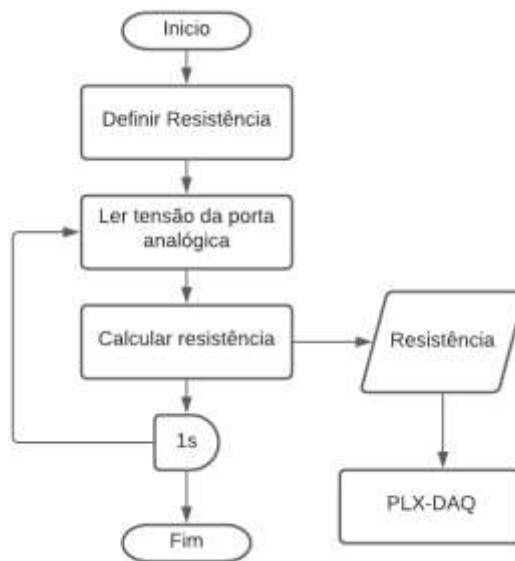 Inicio
Definir Resistência
Ler tensão da porta
analógica
Calcular resistência
Resistência
1s
PLX-DAQ
Fim